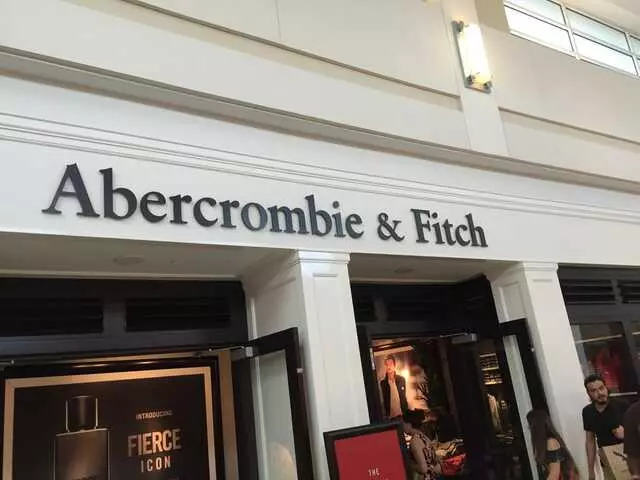 Abercrombie & Fitch
INTRODUCING
FIERCE
ICON
THE